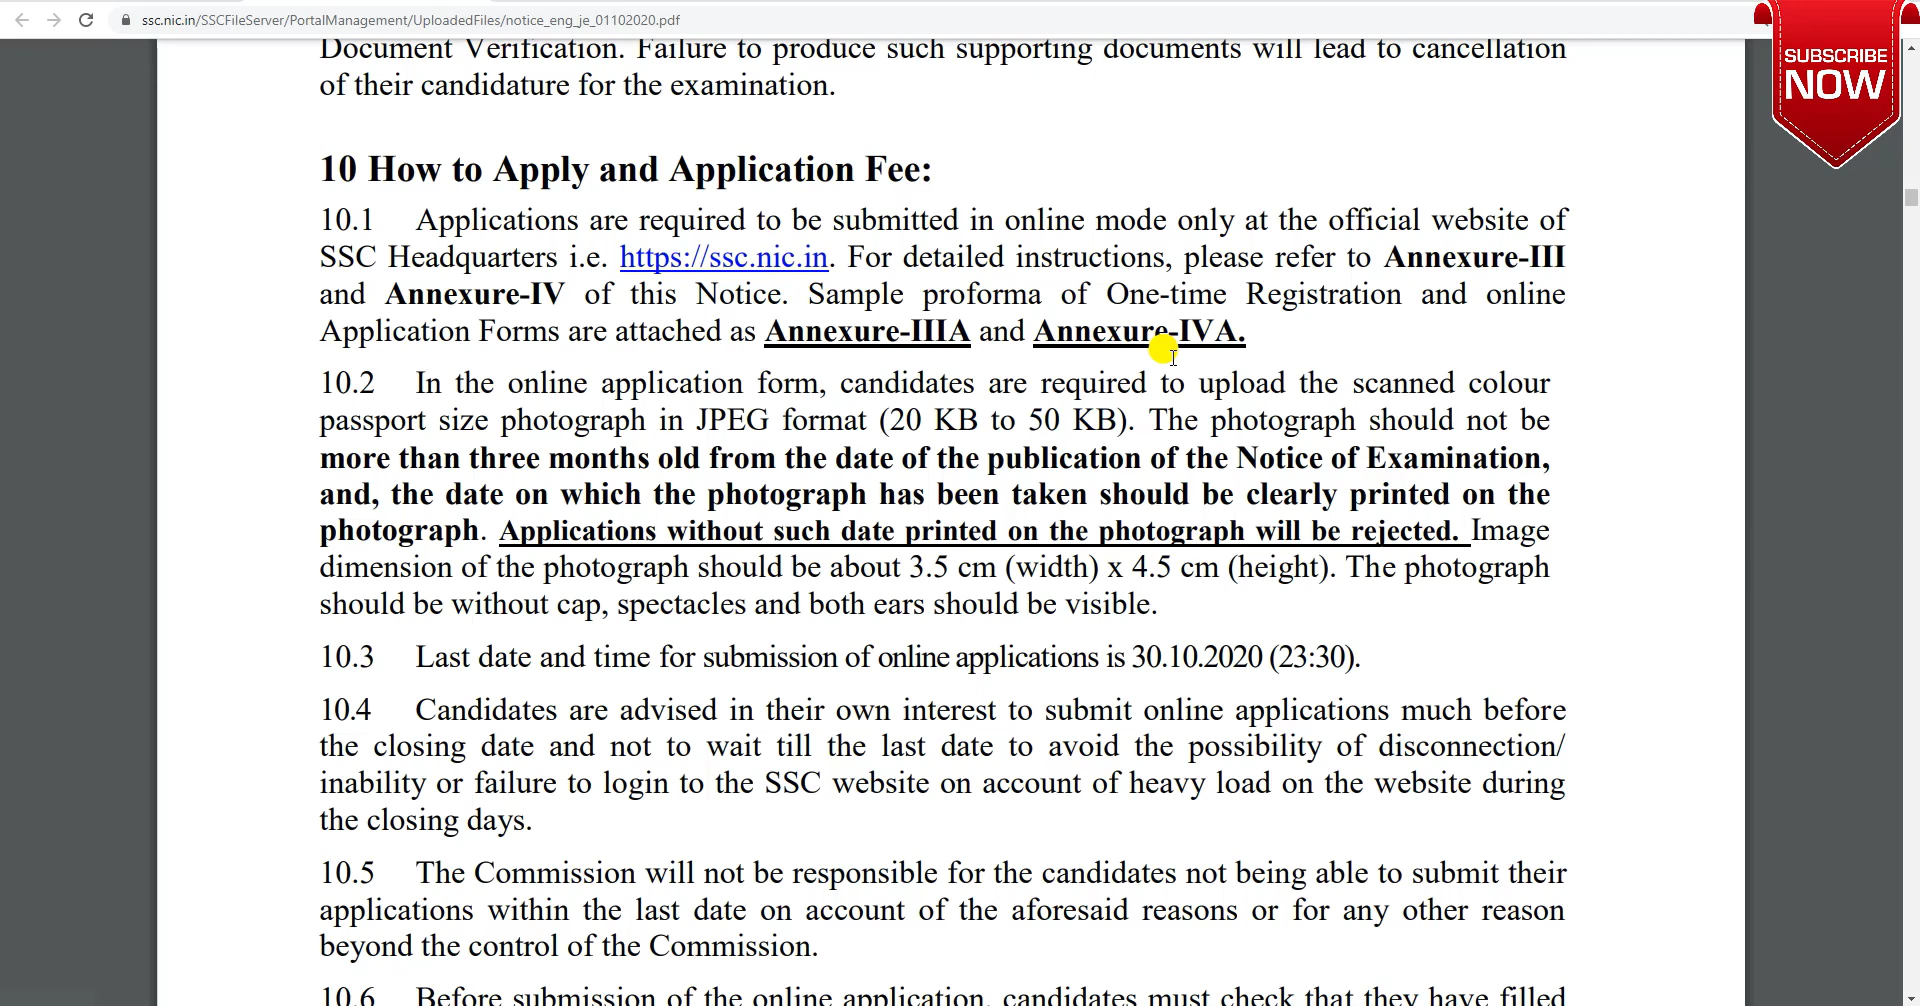 ssc.nic.in/SSCFileServer/PortalManagement/UploadedFiles/notice_eng_je_01102020.pdf
SUBSCRIBE
NOW
Document Verification. Failure to produce such supporting documents will lead to cancellation
of their candidature for the examination.
10 How to Apply and Application Fee:
10.1 Applications are required to be submitted in online mode only at the official website of
SSC Headquarters i.e. https://ssc.nic.in. For detailed instructions, please refer to Annexure-III
and Annexure-IV of this Notice. Sample proforma of One-time Registration and online
Application Forms are attached as Annexure-IIIA and Annexure-IVA.
10.2 In the online application form, candidates are required to upload the scanned colour
passport size photograph in JPEG format (20 KB to 50 KB). The photograph should not be
more than three months old from the date of the publication of the Notice of Examination,
and, the date on which the photograph has been taken should be clearly printed on the
photograph. Applications without such date printed on the photograph will be rejected. Image
dimension of the photograph should be about 3.5 cm (width) x 4.5 cm (height). The photograph
should be without cap, spectacles and both ears should be visible.
10.3 Last date and time for submission of online applications is 30.10.2020 (23:30).
10.4 Candidates are advised in their own interest to submit online applications much before
the closing date and not to wait till the last date to avoid the possibility of disconnection/
inability or failure to login to the SSC website on account of heavy load on the website during
the closing days.
10.5 The Commission will not be responsible for the candidates not being able to submit their
applications within the last date on account of the aforesaid reasons or for any other reason
beyond the control of the Commission.
10.6 Before submission of the online application, candidates must check that they have filled